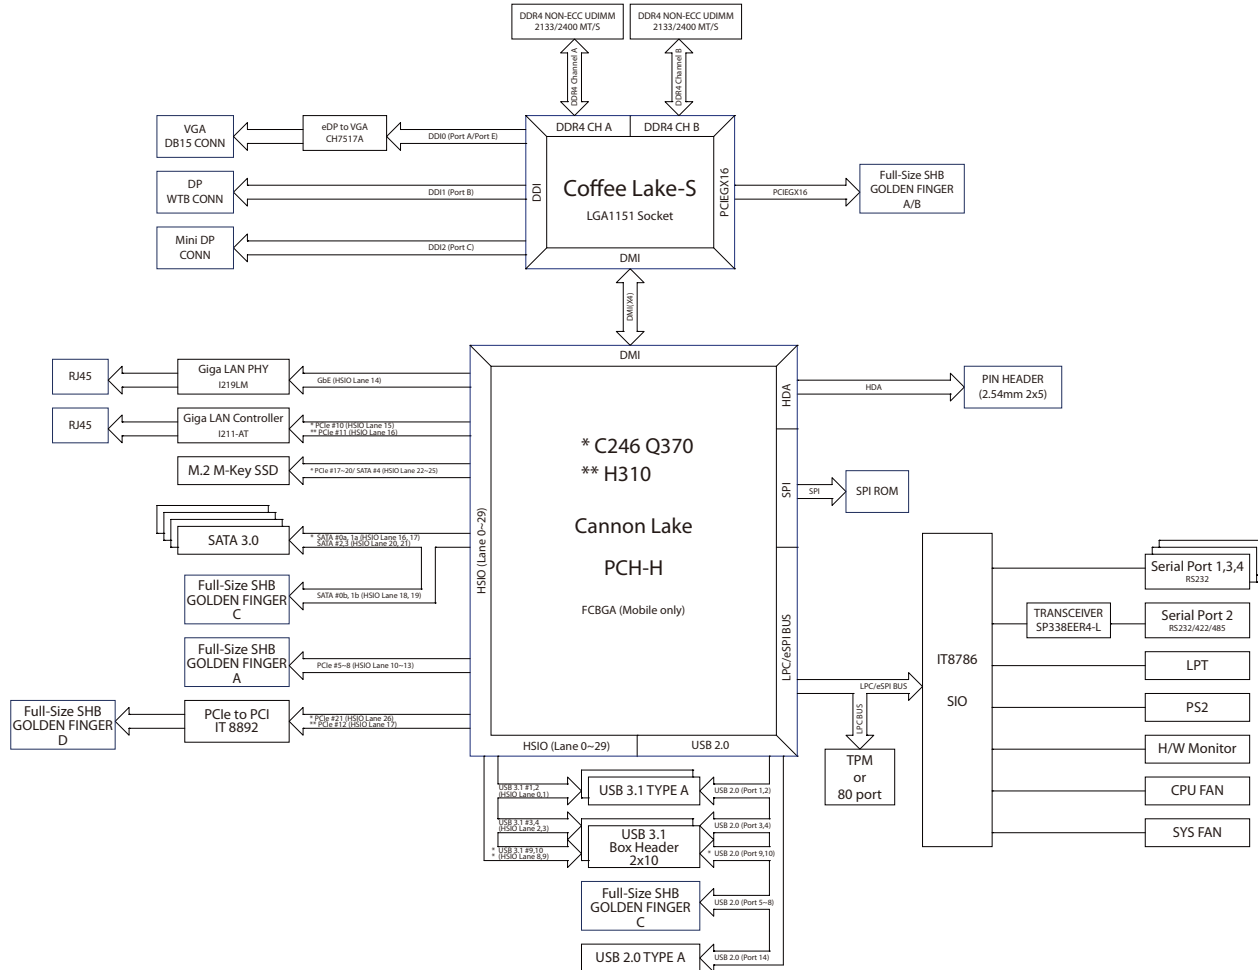 DDR4 NON-ECC UDIMM
2133/2400 MT/S
DDR4 NON-ECC UDIMM
2133/2400 MT/S
DDR4 Channel A
DDR4 Channel B
VGA
DB15 CONN
eDP to VGA
CH7517A
DDI0 (Port A/Port E)
DDR4 CH A
DDR4 CH B
DP
WTB CONN
DDI1 (Port B)
DDI
Coffee Lake-S
LGA1151 Socket
PCIEGX16
PCIEGX16
Full-Size SHB
GOLDEN FINGER
A/B
Mini DP
CONN
DDI2 (Port C)
DMI
DMI(X4)
DMI
RJ45
Giga LAN PHY
I219LM
GbE (HSIO Lane 14)
HDA
HDA
PIN HEADER
(2.54mm 2x5)
RJ45
Giga LAN Controller
I211-AT
* PCIe #10 (HSIO Lane 15)
** PCIe #11 (HSIO Lane 16)
* C246 Q370
** H310
M.2 M-Key SSD
* PCIe #17~20/ SATA #4 (HSIO Lane 22~25)
SPI
SPI
SPI ROM
Cannon Lake
PCH-H
FCBGA (Mobile only)
HSIO (Lane 0~29)
SATA 3.0
* SATA #0a, 1a (HSIO Lane 16, 17)
SATA #2,3 (HSIO Lane 20, 21)
Full-Size SHB
GOLDEN FINGER
C
SATA #0b, 1b (HSIO Lane 18, 19)
Full-Size SHB
GOLDEN FINGER
A
PCIe #5~8 (HSIO Lane 10~13)
LPC/eSPI BUS
LPC/eSPI BUS
LPC BUS
TPM
or
80 port
IT8786
SIO
Serial Port 1,3,4
RS232
TRANSCEIVER
SP338EER4-L
Serial Port 2
RS232/422/485
LPT
PS2
H/W Monitor
CPU FAN
SYS FAN
Full-Size SHB
GOLDEN FINGER
D
PCIe to PCI
IT 8892
* PCIe #21 (HSIO Lane 26)
** PCIe #12 (HSIO Lane 17)
HSIO (Lane 0~29)
USB 2.0
USB 3.1 #1,2
(HSIO Lane 0,1)
USB 3.1 TYPE A
USB 2.0 (Port 1,2)
USB 3.1 #3,4
(HSIO Lane 2,3)
USB 3.1
Box Header
2x10
USB 2.0 (Port 3,4)
* USB 3.1 #9,10
* (HSIO Lane 8,9)
* USB 2.0 (Port 9,10)
Full-Size SHB
GOLDEN FINGER
C
USB 2.0 (Port 5~8)
USB 2.0 TYPE A
USB 2.0 (Port 14)